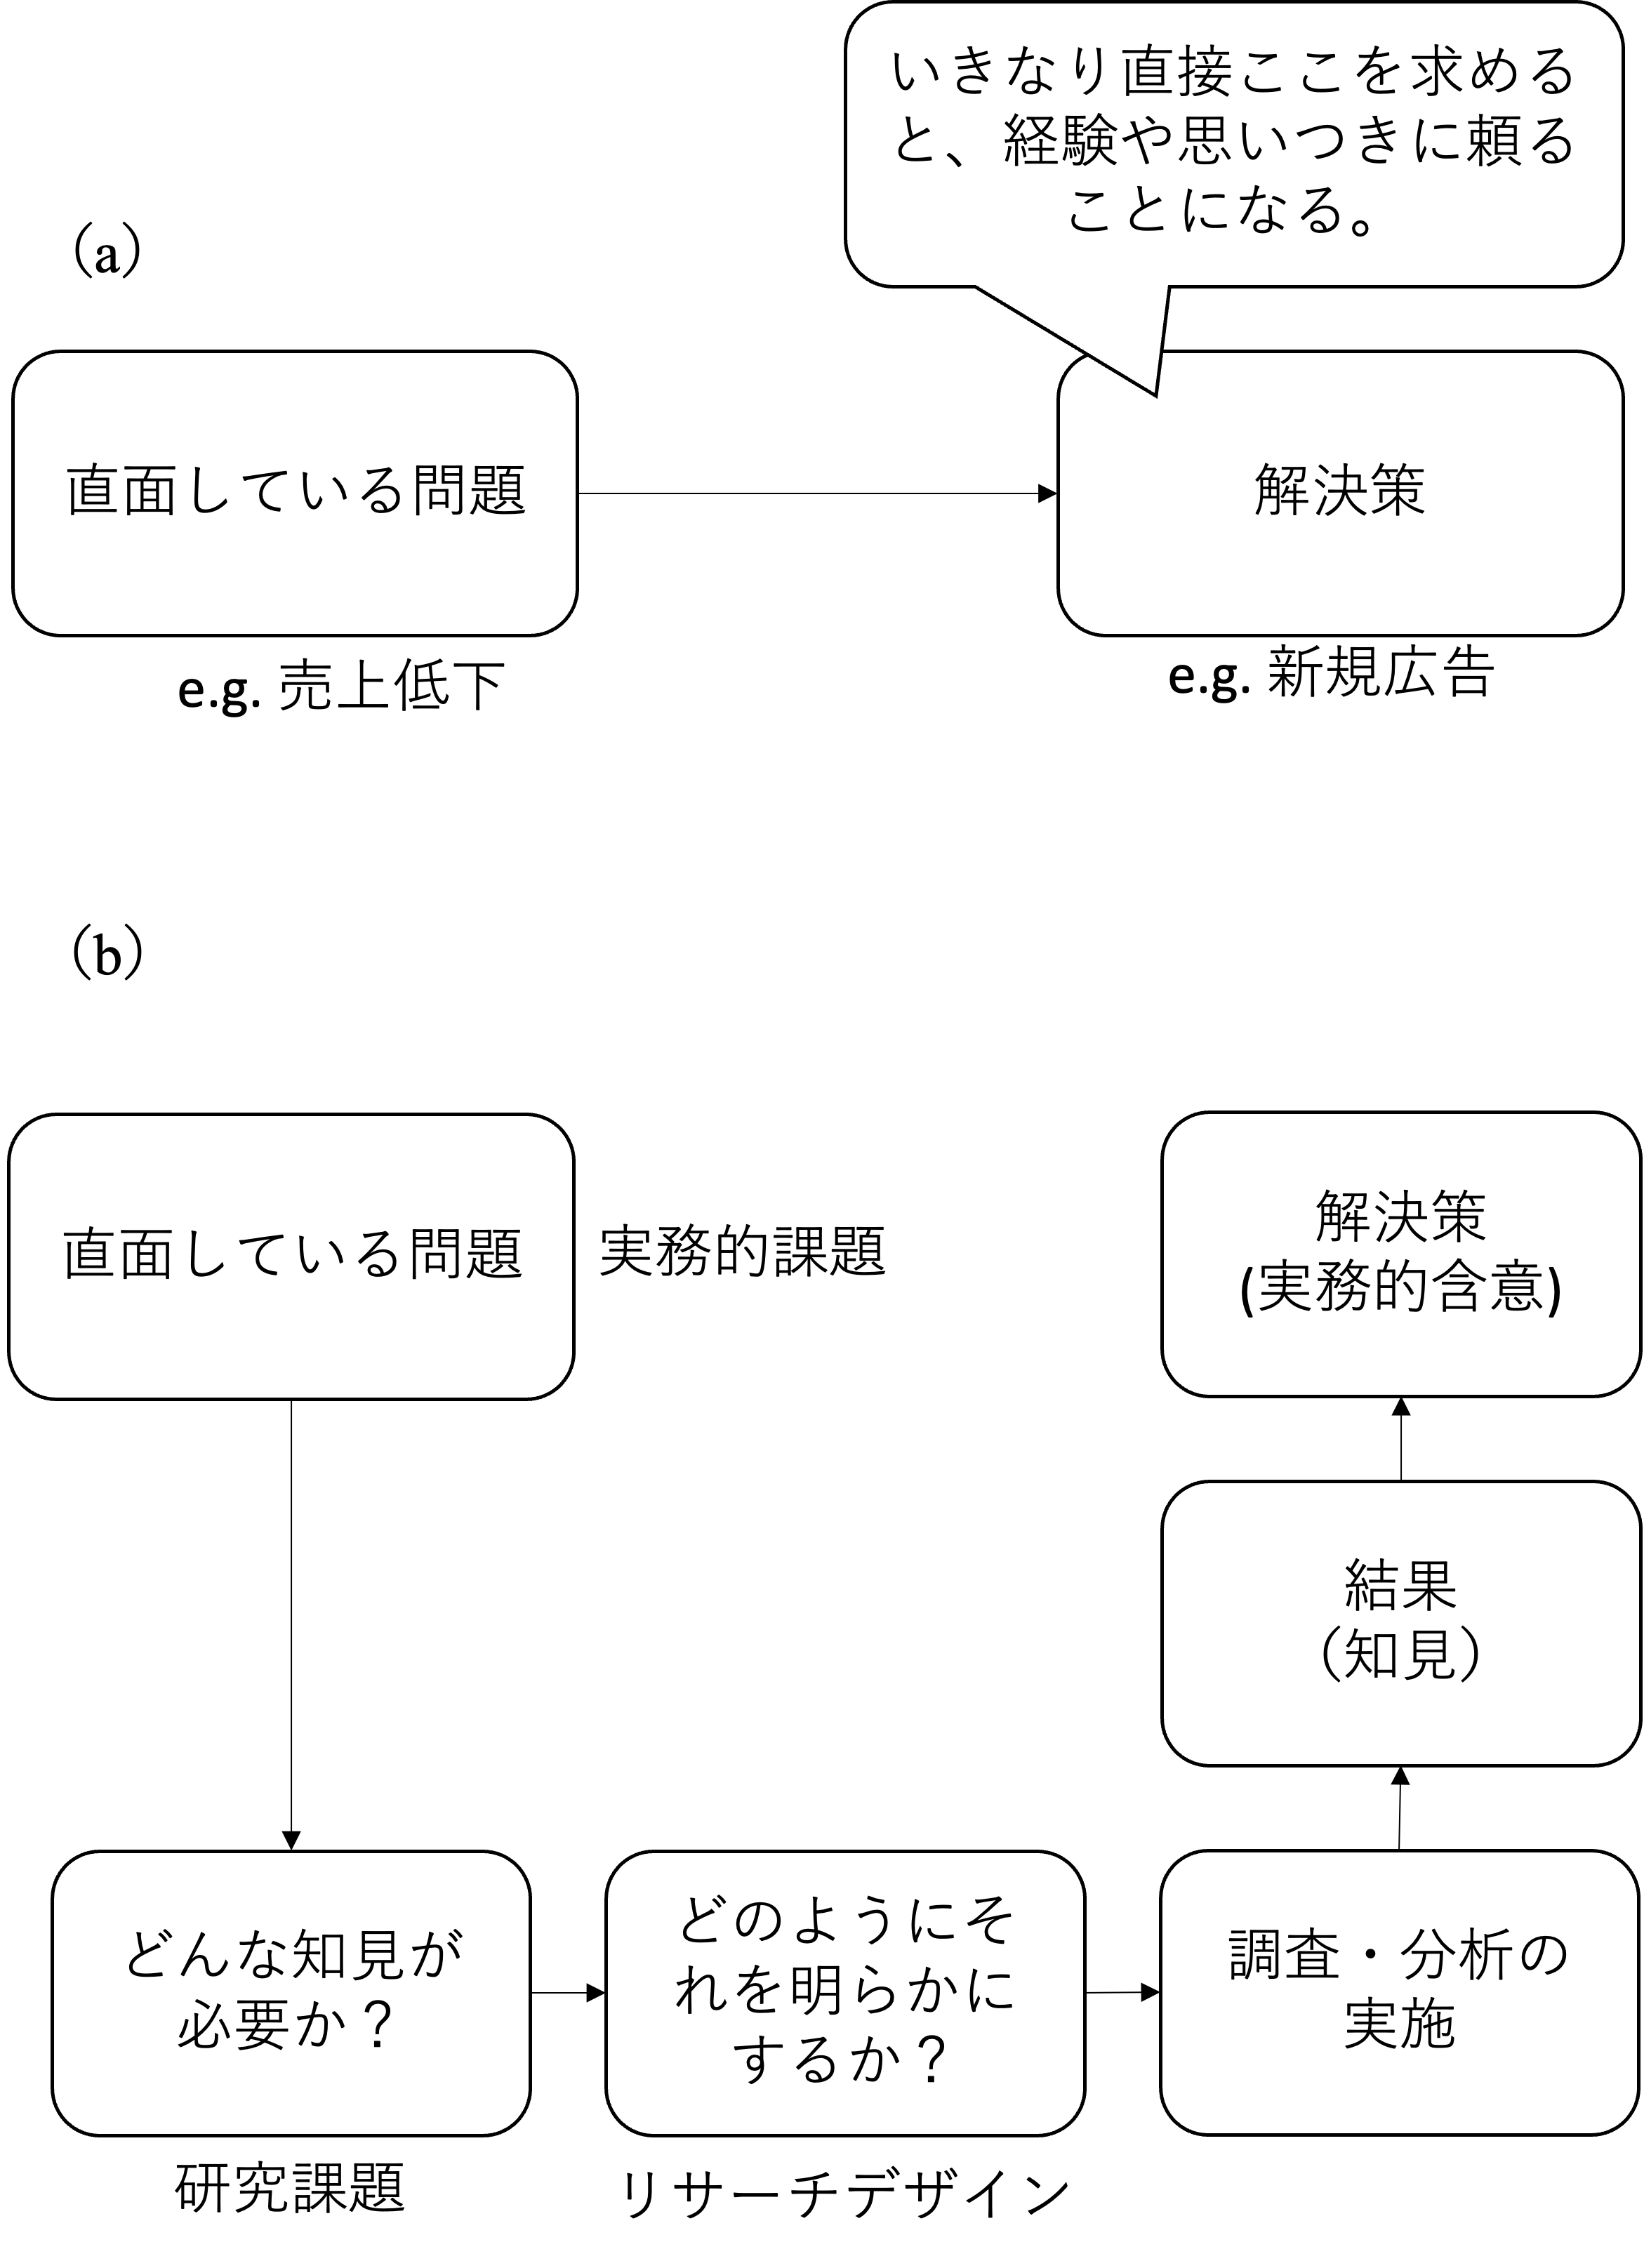 いきなり直接ここを求める
と、経験や思いつきに頼る
ことになる。
（a）
直面している問題
解決策
e.g. 売上低下
e.g. 新規広告
（b）
直面している問題
実務的課題
解決策
(実務的含意)
結果
（知見）
どんな知見が
必要か？
どのようにそ
れを明らかに
するか？
調査・分析の
実施
研究課題
リサーチデザイン